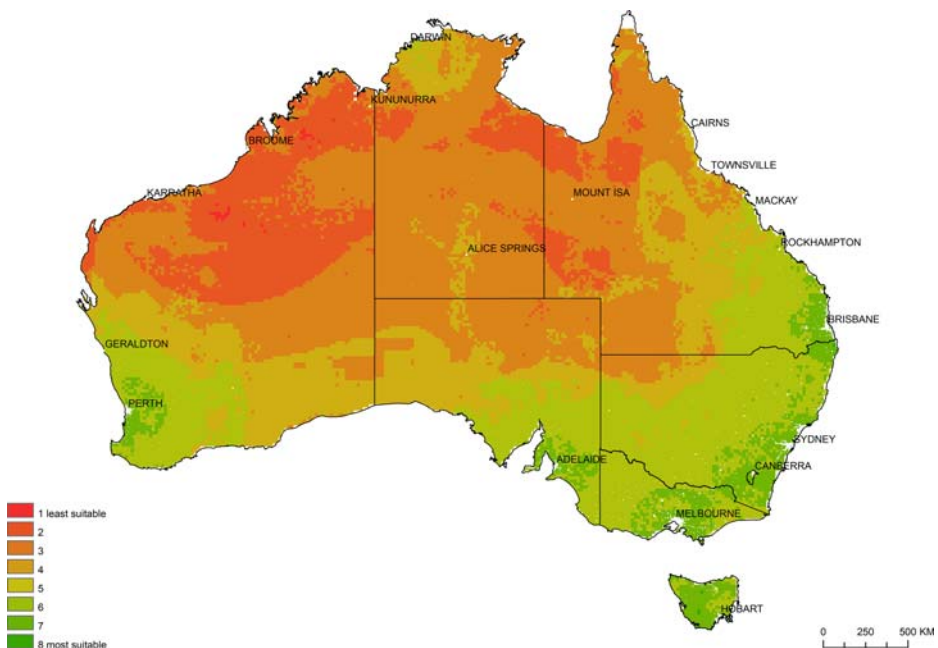 DARWIN
KUNUNURRA
CAIRNS
BROOME
TOWNSVILLE
KARRATHA
MOUNT ISA
MACKAY
ALICE SPRINGS
ROCKHAMPTON
BRISBANE
GERALDTON
PERTH
SYDNEY
ADELAIDE
CANBERRA
MELBOURNE
HOBART
1 least suitable
2
3
4
5
6
7
8 most suitable
0 250 500 KM